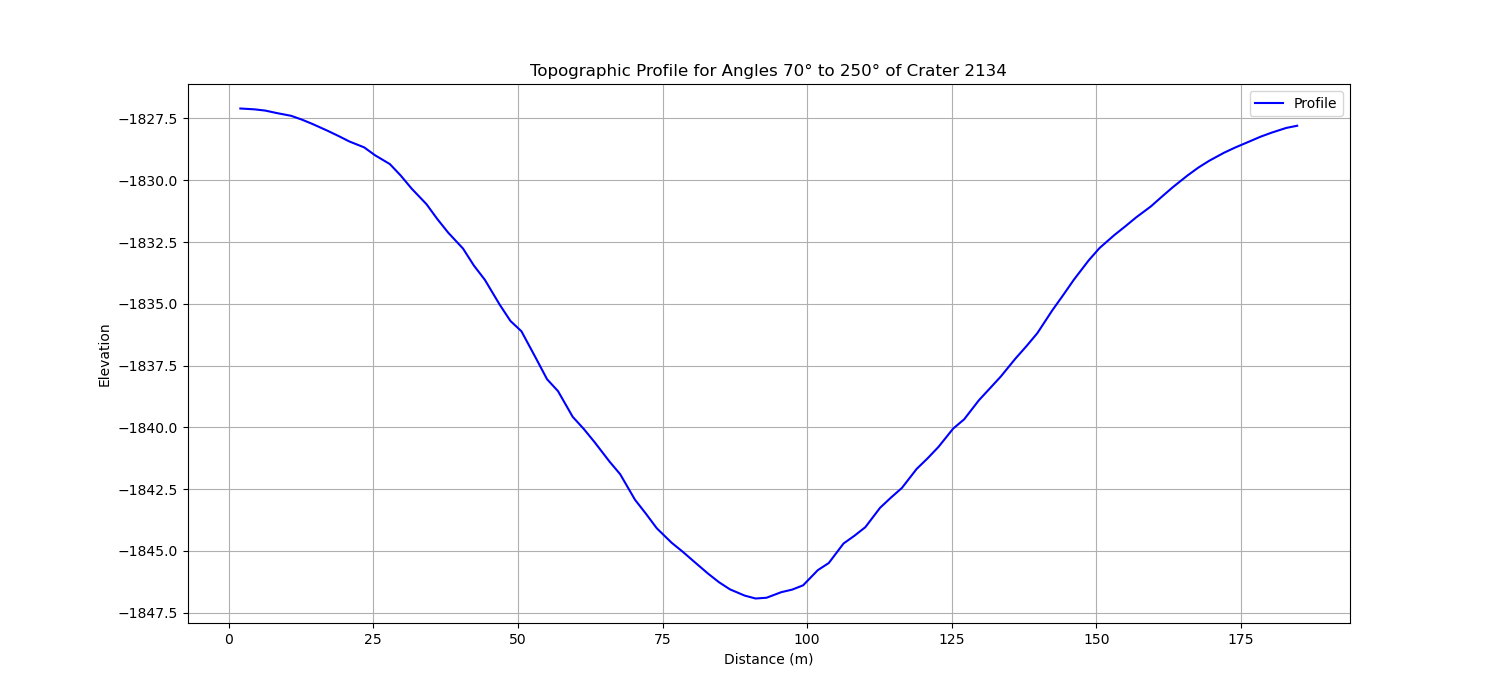 Topographic Profile for Angles 70° to 250° of Crater 2134
Profile
−1827.5
−1830.0
−1832.5
−1835.0
−1837.5
−1840.0
−1842.5
−1845.0
−1847.5
Elevation
0 25 50 75 100 125 150 175
Distance (m)